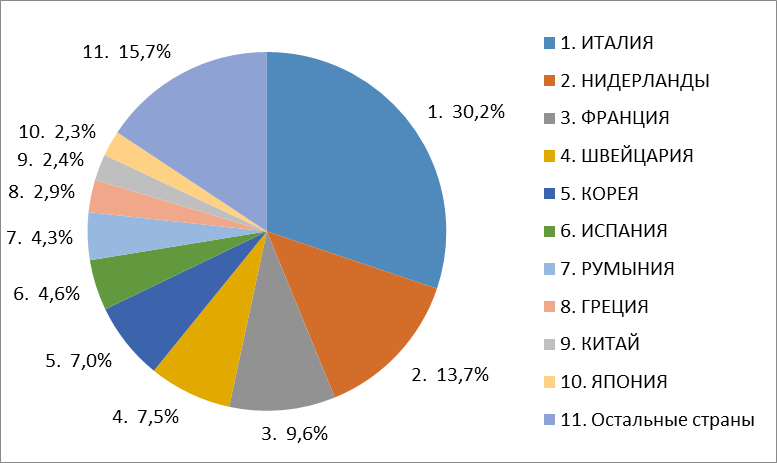 1. 30,2%
2. 13,7%
3. 9,6%
4. 7,5%
5. 7,0%
6. 4,6%
7. 4,3%
8. 2,9%
9. 2,4%
10. 2,3%
11. 15,7%
1. ИТАЛИЯ
2. НИДЕРЛАНДЫ
3. ФРАНЦИЯ
4. ШВЕЙЦАРИЯ
5. КОРЕЯ
6. ИСПАНИЯ
7. РУМЫНИЯ
8. ГРЕЦИЯ
9. КИТАЙ
10. ЯПОНИЯ
11. Остальные страны